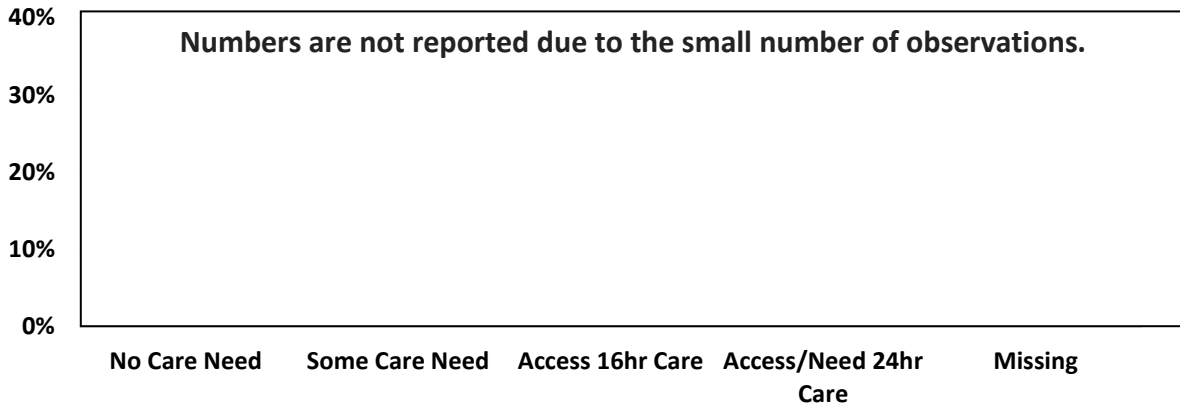 40%
Numbers are not reported due to the small number of observations.
30%
20%
10%
0%
No Care Need
Some Care Need
Access 16hr Care
Access/Need 24hr
Care
Missing